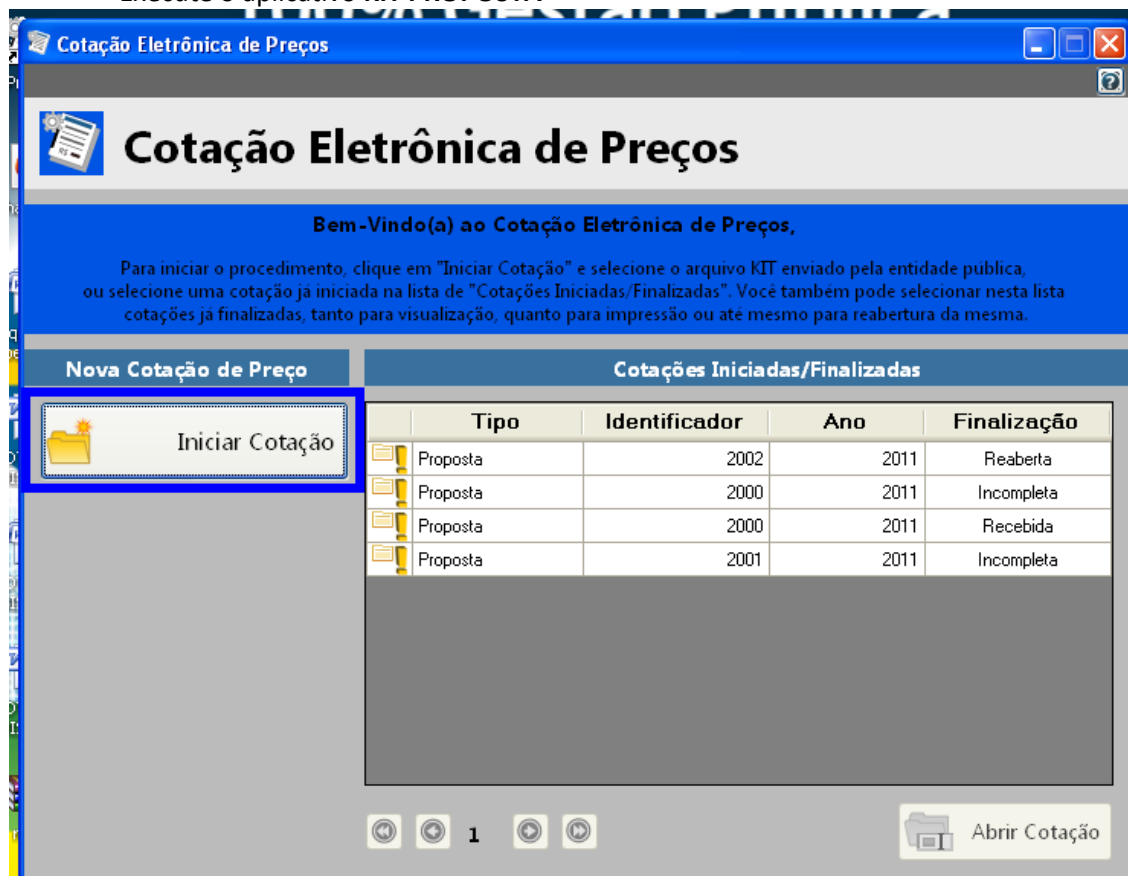 Execute o aplicativo
100% Gestão Pública
Cotação Eletrônica de Preços
Cotação Eletrônica de Preços
Bem-Vindo(a) ao Cotação Eletrônica de Preços,
Para iniciar o procedimento, clique em "Iniciar Cotação" e selecione o arquivo KIT enviado pela entidade publica,
ou selecione uma cotação já iniciada na lista de "Cotações Iniciadas/Finalizadas". Você também pode selecionar nesta lista
cotações já finalizadas, tanto para visualização, quanto para impressão ou até mesmo para reabertura da mesma.
Nova Cotação de Preço
Cotações Iniciadas/Finalizadas
Iniciar Cotação
Tipo Identificador Ano Finalização
Proposta 2002 2011 Reaberta
Proposta 2000 2011 Incompleta
Proposta 2000 2011 Recebida
Proposta 2001 2011 Incompleta
1
Abrir Cotação